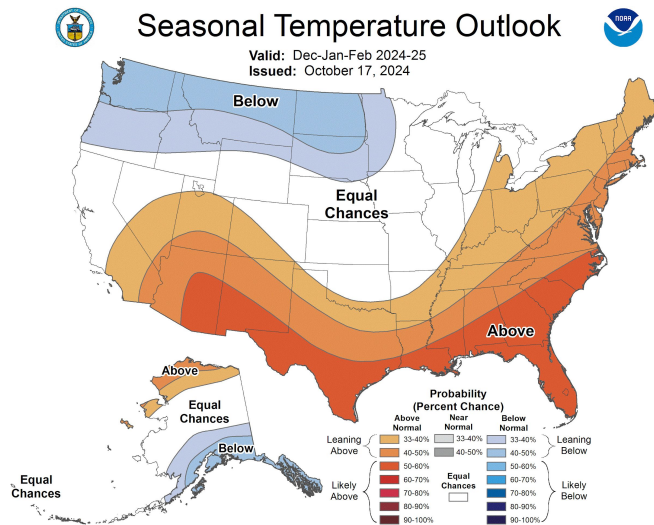 Seasonal Temperature Outlook
NOAA
Valid: Dec-Jan-Feb 2024-25
Issued: October 17, 2024
Below
Equal
Chances
Above
Above
Equal
Chances
Below
Equal
Chances
Probability
(Percent Chance)
Above
Normal
Near
Normal
Below
Normal
Leaning
Above
33-40% 33-40% 33-40%
40-50% 40-50% 40-50%
Leaning
Below
Likely
Above
50-60% 50-60%
60-70% 60-70%
70-80% 70-80%
80-90% 80-90%
90-100% 90-100%
Equal
Chances
Likely
Below